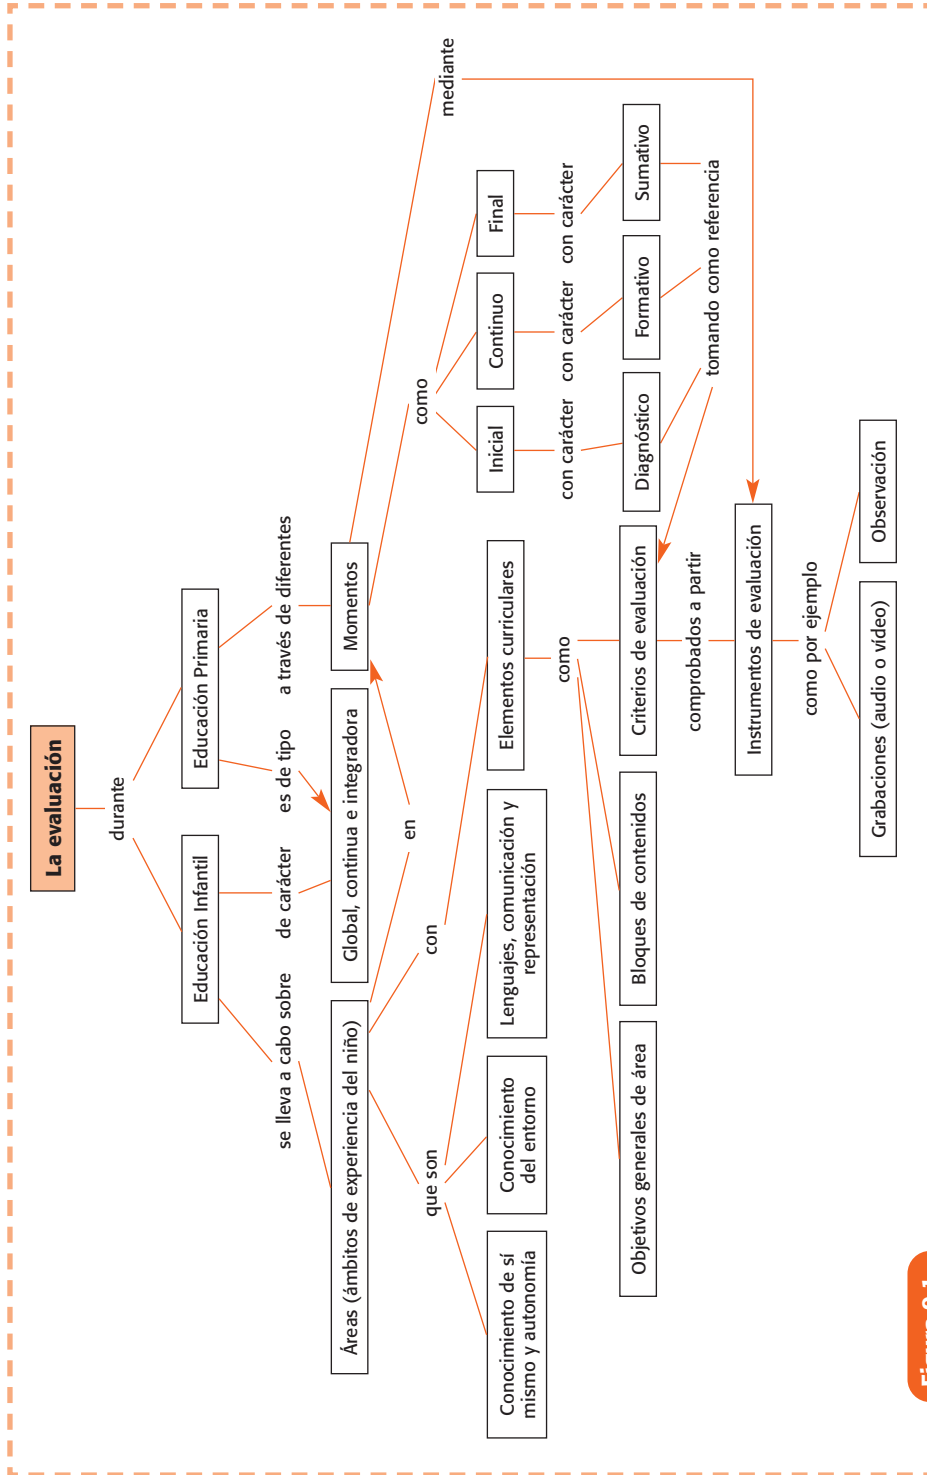 La evaluación
durante
Educación Infantil
Educación Primaria
se lleva a cabo sobre
de carácter
es de tipo
a través de diferentes
Áreas (ámbitos de experiencia del niño)
Global, continua e integradora
Momentos
que son
con
en
como
mediante
Conocimiento de sí
mismo y autonomía
Conocimiento
del entorno
Lenguajes, comunicación y
representación
Elementos curriculares
Inicial
Continuo
Final
como
con carácter
con carácter
con carácter
Objetivos generales de área
Bloques de contenidos
Criterios de evaluación
Diagnóstico
Formativo
Sumativo
comprobados a partir
tomando como referencia
Instrumentos de evaluación
como por ejemplo
Grabaciones (audio o vídeo)
Observación